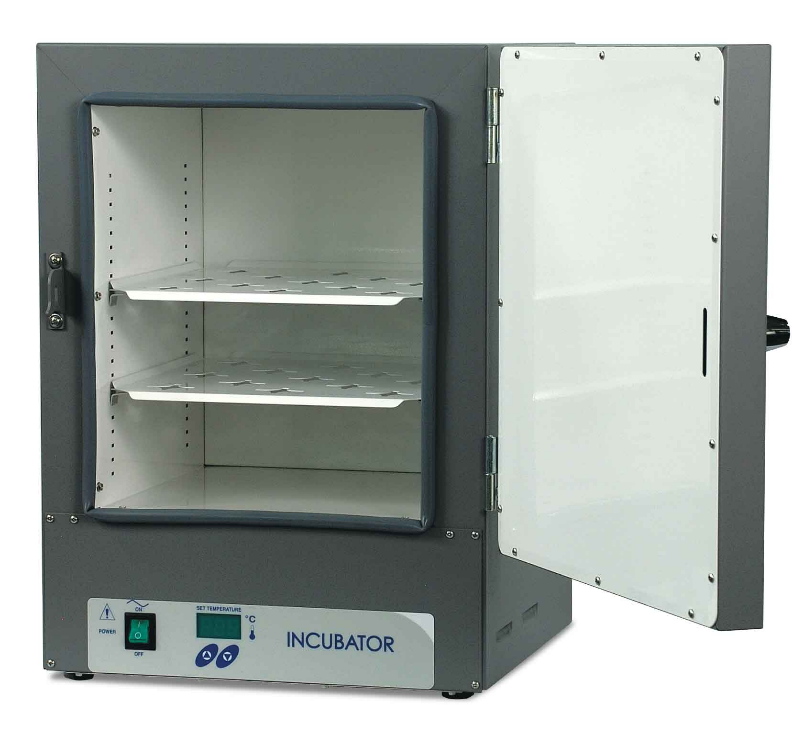 ON
SET TEMPERATURE
°C
POWER
INCUBATOR
OFF